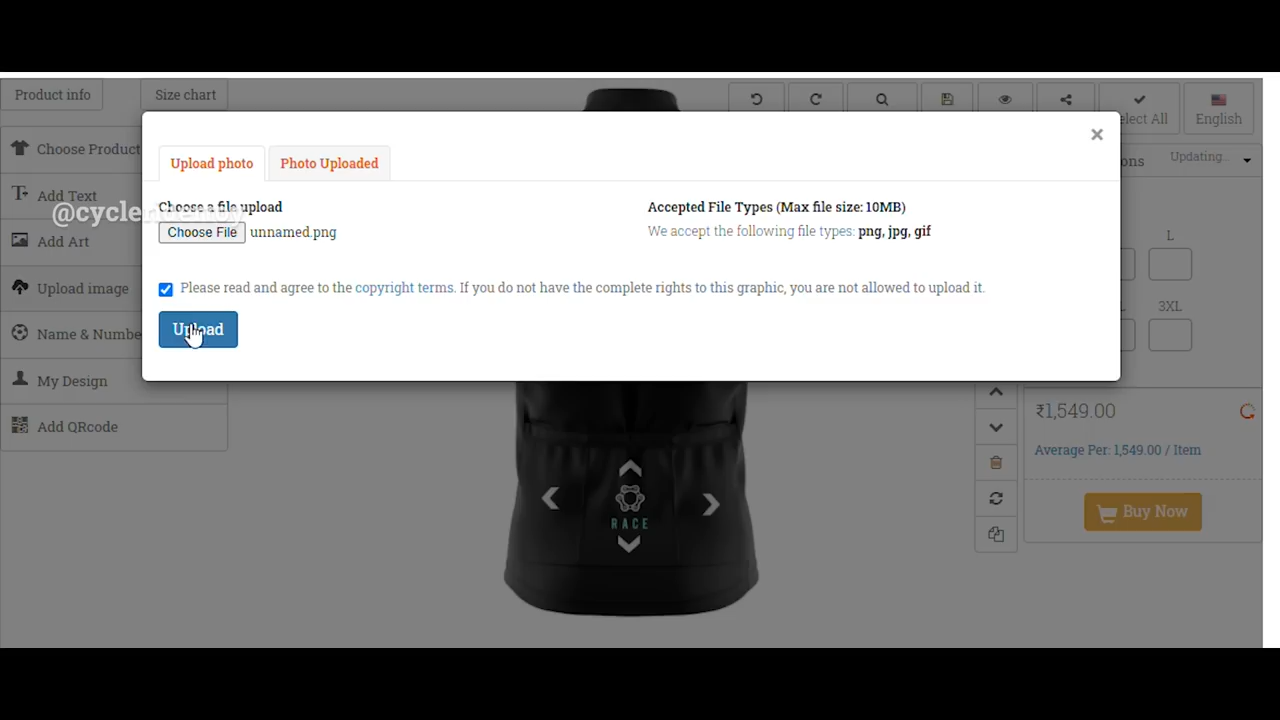 Product info
Size chart
elect All
English
Choose Product
Add Text
Add Art
Upload image
Name & Numbe
My Design
Add QRcode
Upload photo
Photo Uploaded
Choose a file upload
Choose File unnamed.png
Accepted File Types (Max file size: 10MB)
We accept the following file types: png, jpg, gif
Please read and agree to the copyright terms. If you do not have the complete rights to this graphic, you are not allowed to upload it.
Upload
ons
Updating..
L
L
3XL
RACE
₹1,549.00
Average Per: 1,549.00 / Item
Buy Now